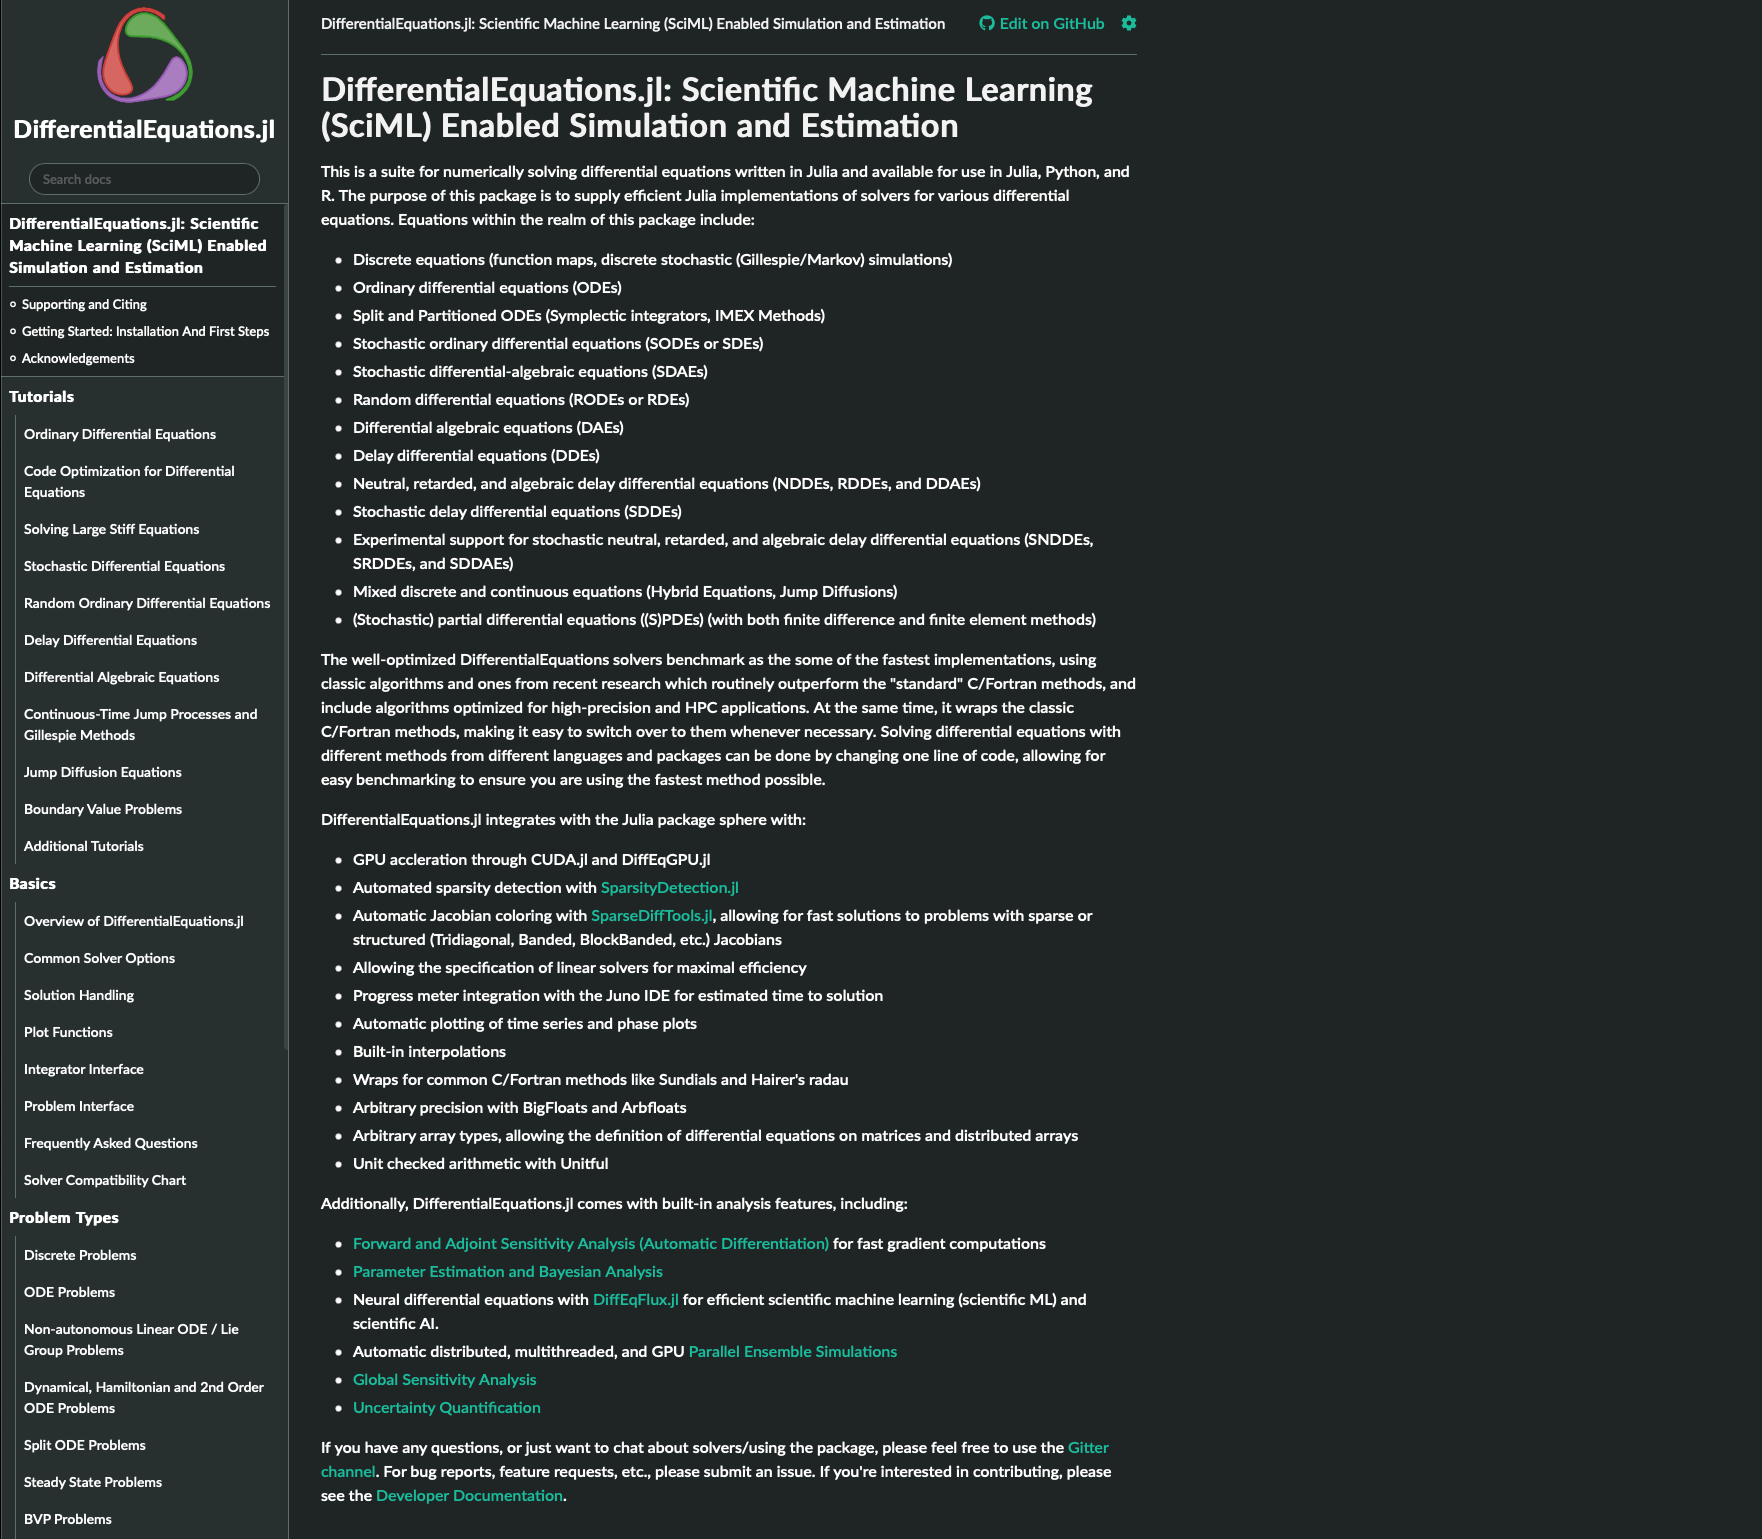 DifferentialEquations.jl
Search docs
DifferentialEquations.jl: Scientific
Machine Learning (SciML) Enabled
Simulation and Estimation
Supporting and Citing
Getting Started: Installation And First Steps
Acknowledgements
Tutorials
Ordinary Differential Equations
Code Optimization for Differential
Equations
Solving Large Stiff Equations
Stochastic Differential Equations
Random Ordinary Differential Equations
Delay Differential Equations
Differential Algebraic Equations
Continuous-Time Jump Processes and
Gillespie Methods
Jump Diffusion Equations
Boundary Value Problems
Additional Tutorials
Basics
Overview of DifferentialEquations.jl
Common Solver Options
Solution Handling
Plot Functions
Integrator Interface
Problem Interface
Frequently Asked Questions
Solver Compatibility Chart
Problem Types
Discrete Problems
ODE Problems
Non-autonomous Linear ODE / Lie
Group Problems
Dynamical, Hamiltonian and 2nd Order
ODE Problems
Split ODE Problems
Steady State Problems
BVP Problems
DifferentialEquations.jl: Scientific Machine Learning (SciML) Enabled Simulation and Estimation
Edit on GitHub
DifferentialEquations.jl: Scientific Machine Learning
(SciML) Enabled Simulation and Estimation
This is a suite for numerically solving differential equations written in Julia and available for use in Julia, Python, and
R. The purpose of this package is to supply efficient Julia implementations of solvers for various differential
equations. Equations within the realm of this package include:
• Discrete equations (function maps, discrete stochastic (Gillespie/Markov) simulations)
• Ordinary differential equations (ODEs)
• Split and Partitioned ODEs (Symplectic integrators, IMEX Methods)
• Stochastic ordinary differential equations (SODEs or SDEs)
• Stochastic differential-algebraic equations (SDAEs)
• Random differential equations (RODEs or RDEs)
• Differential algebraic equations (DAEs)
• Delay differential equations (DDEs)
• Neutral, retarded, and algebraic delay differential equations (NDDEs, RDDEs, and DDAEs)
• Stochastic delay differential equations (SDDEs)
• Experimental support for stochastic neutral, retarded, and algebraic delay differential equations (SNDDEs,
SRDDEs, and SDDAEs)
• Mixed discrete and continuous equations (Hybrid Equations, Jump Diffusions)
• (Stochastic) partial differential equations ((S)PDEs) (with both finite difference and finite element methods)
The well-optimized DifferentialEquations solvers benchmark as the some of the fastest implementations, using
classic algorithms and ones from recent research which routinely outperform the "standard" C/Fortran methods, and
include algorithms optimized for high-precision and HPC applications. At the same time, it wraps the classic
C/Fortran methods, making it easy to switch over to them whenever necessary. Solving differential equations with
different methods from different languages and packages can be done by changing one line of code, allowing for
easy benchmarking to ensure you are using the fastest method possible.
DifferentialEquations.jl integrates with the Julia package sphere with:
• GPU accleration through CUDA.jl and DiffEqGPU.jl
• Automated sparsity detection with SparsityDetection.jl
• Automatic Jacobian coloring with SparseDiffTools.jl, allowing for fast solutions to problems with sparse or
structured (Tridiagonal, Banded, BlockBanded, etc.) Jacobians
• Allowing the specification of linear solvers for maximal efficiency
• Progress meter integration with the Juno IDE for estimated time to solution
• Automatic plotting of time series and phase plots
• Built-in interpolations
• Wraps for common C/Fortran methods like Sundials and Hairer's radau
• Arbitrary precision with BigFloats and Arbfloats
• Arbitrary array types, allowing the definition of differential equations on matrices and distributed arrays
• Unit checked arithmetic with Unitful
Additionally, DifferentialEquations.jl comes with built-in analysis features, including:
• Forward and Adjoint Sensitivity Analysis (Automatic Differentiation) for fast gradient computations
• Parameter Estimation and Bayesian Analysis
• Neural differential equations with DiffEqFlux.jl for efficient scientific machine learning (scientific ML) and
scientific AI.
• Automatic distributed, multithreaded, and GPU Parallel Ensemble Simulations
• Global Sensitivity Analysis
• Uncertainty Quantification
If you have any questions, or just want to chat about solvers/using the package, please feel free to use the Gitter
channel. For bug reports, feature requests, etc., please submit an issue. If you're interested in contributing, please
see the Developer Documentation.